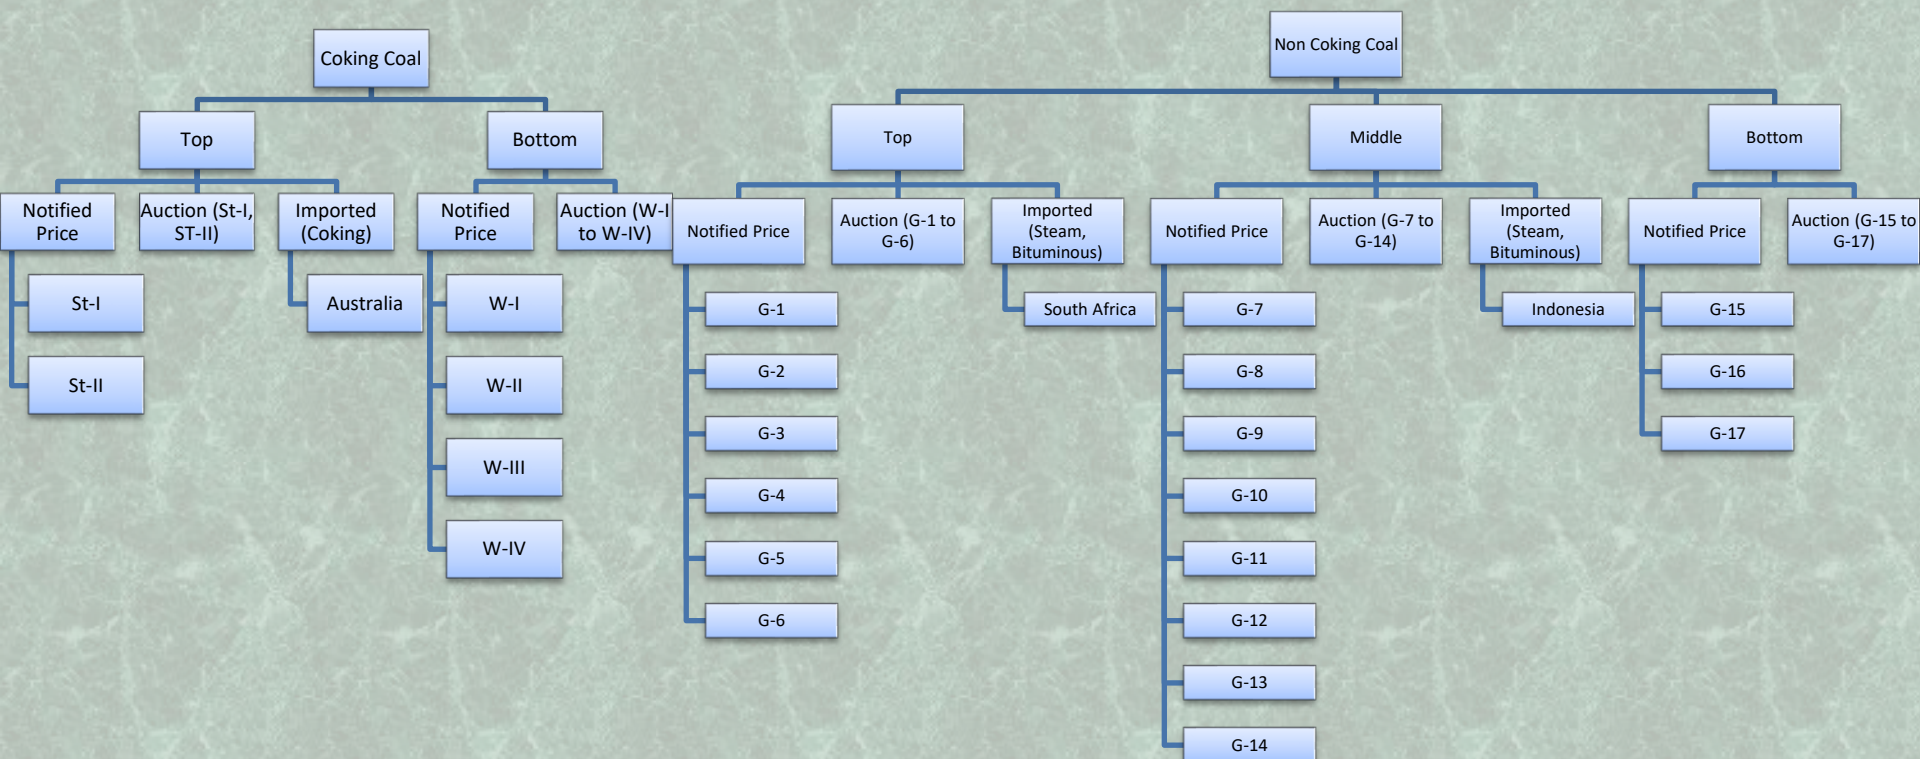 Coking Coal
Top
Bottom
Notified
Price
Auction (St-I,
ST-II)
Imported
(Coking)
Notified
Price
Auction (W-I
to W-IV)
St-I
St-II
Australia
W-I
W-II
W-III
W-IV
Non Coking Coal
Top
Middle
Bottom
Notified Price
Auction (G-1 to
G-6)
Imported
(Steam,
Bituminous)
Notified Price
Auction (G-7 to
G-14)
Imported
(Steam,
Bituminous)
Notified Price
Auction (G-15 to
G-17)
G-1
G-2
G-3
G-4
G-5
G-6
South Africa
G-7
G-8
G-9
G-10
G-11
G-12
G-13
G-14
Indonesia
G-15
G-16
G-17